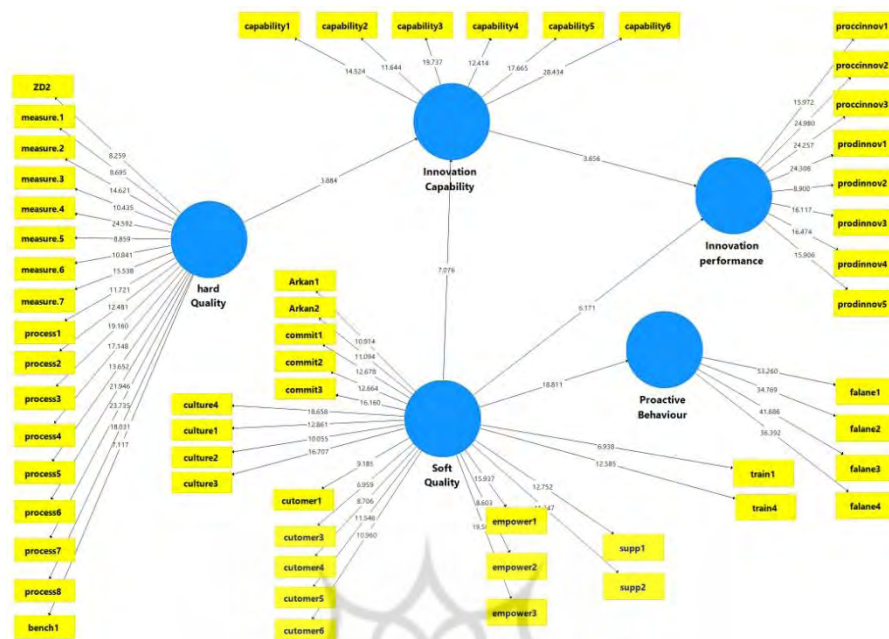 capability1
capability2
capability3
capability4
capability5
capability6
14.524
11.644
19.737
12.414
17.665
28.434
Innovation
Capability
ZD2
measure.1
measure.2
measure.3
measure.4
measure.5
measure.6
measure.7
process1
process2
process3
process4
process5
process6
process7
process8
bench1
8.259
8.695
14.621
10.435
24.592
8.859
10.841
15.538
11.721
12.481
19.160
17.148
13.652
21.946
23.735
18.031
7.117
hard
Quality
3.884
7.076
3.656
6.171
18.811
proccinnov1
proccinnov2
proccinnov3
prodinnov1
prodinnov2
prodinnov3
prodinnov4
prodinnov5
15.972
24.980
24.257
24.308
8.900
16.117
16.474
15.906
Innovation
performance
Arkan1
Arkan2
commit1
commit2
commit3
10.914
11.094
12.678
12.664
16.160
culture4
culture1
culture2
culture3
18.658
12.861
10.055
16.707
Soft
Quality
cutomer1
cutomer3
cutomer4
cutomer5
cutomer6
9.185
6.959
8.706
11.546
10.960
15.937
8.603
empower1
empower2
empower3
12.752
supp1
supp2
6.938
12.585
train1
train4
Proactive
Behaviour
53.260
34.769
41.686
36.392
falane1
falane2
falane3
falane4